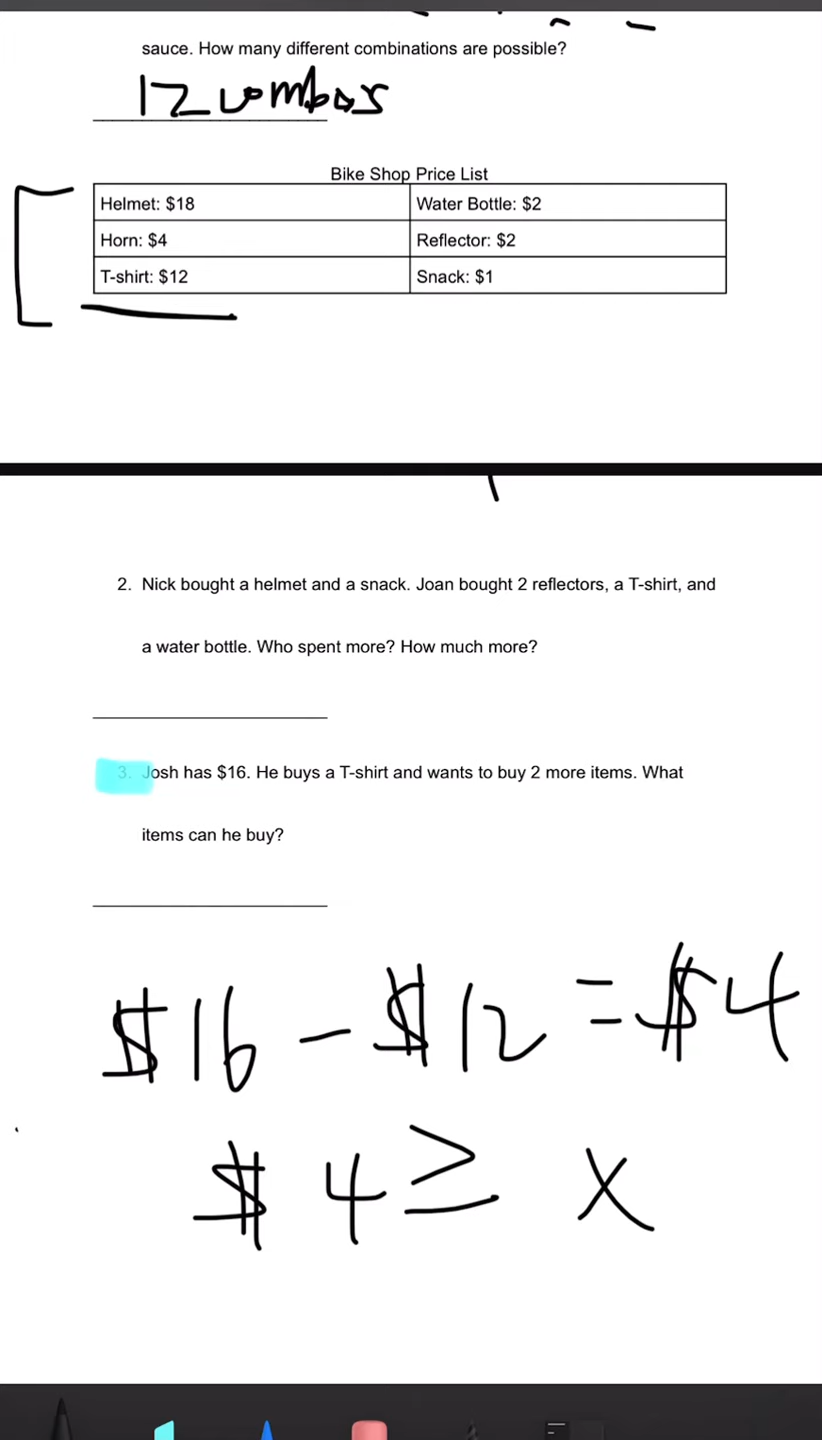 sauce. How many different combinations are possible?
12 combos
Bike Shop Price List
Helmet: $18 Water Bottle: $2
Horn: $4 Reflector: $2
T-shirt: $12 Snack: $1
2. Nick bought a helmet and a snack. Joan bought 2 reflectors, a T-shirt, and
a water bottle. Who spent more? How much more?
3. Josh has $16. He buys a T-shirt and wants to buy 2 more items. What
items can he buy?
$16 - $12 = $4
$4 ≥ x